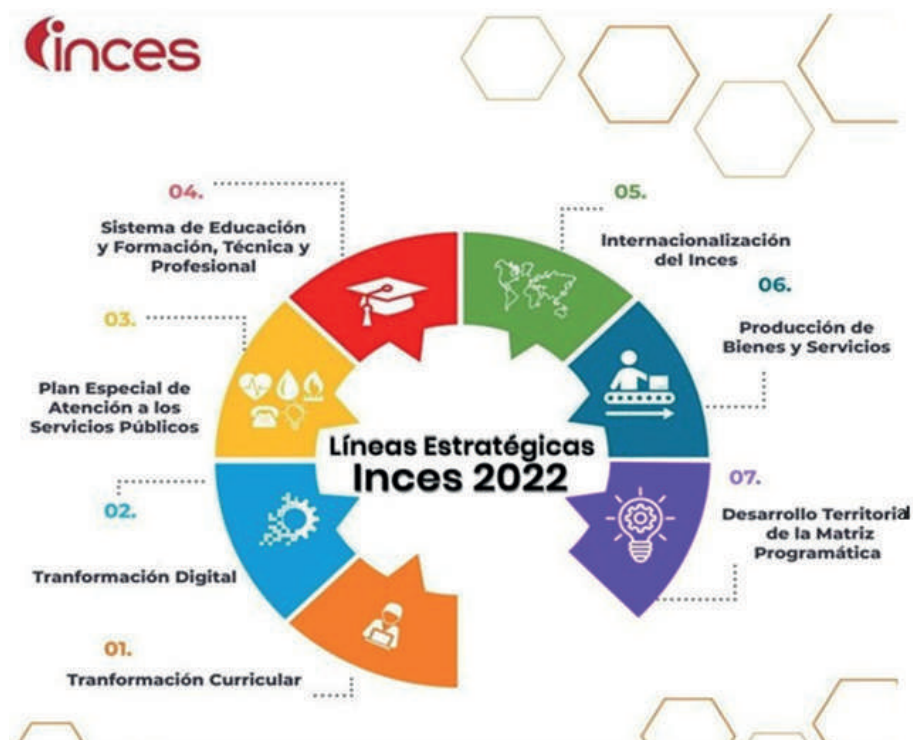 inces
04.
Sistema de Educación
y Formación, Técnica y
Profesional
05.
Internacionalización
del Inces
06.
Producción de
Bienes y Servicios
03.
Plan Especial de
Atención a los
Servicios Públicos
Líneas Estratégicas
Inces 2022
02.
Tranformación Digital
07.
Desarrollo Territorial
de la Matriz
Programática
01.
Tranformación Curricular